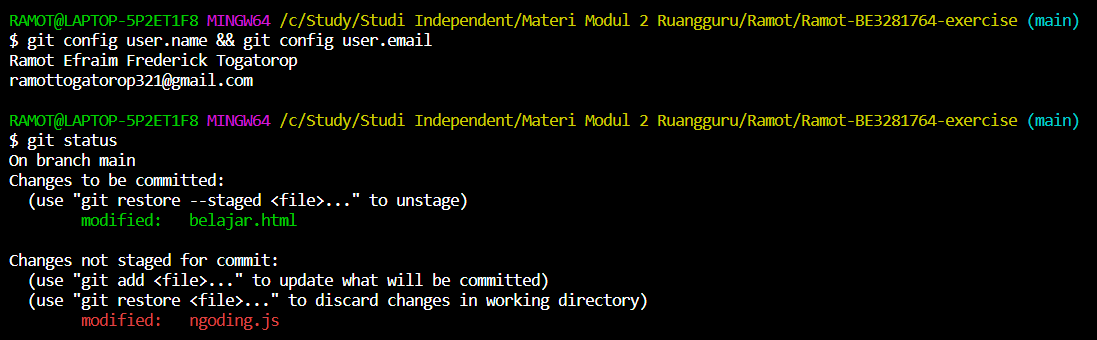 RAMOT@LAPTOP-5P2ET1F8 MINGW64 /c/Study/Studi Independent/Materi Modul 2 Ruangguru/Ramot/Ramot-BE3281764-exercise (main)
$ git config user.name && git config user.email
Ramot Efraim Frederick Togatorop
ramottogatorop321@gmail.com
RAMOT@LAPTOP-5P2ET1F8 MINGW64 /c/Study/Studi Independent/Materi Modul 2 Ruangguru/Ramot/Ramot-BE3281764-exercise (main)
$ git status
On branch main
Changes to be committed:
  (use "git restore --staged <file>..." to unstage)
        modified:   belajar.html
Changes not staged for commit:
  (use "git add <file>..." to update what will be committed)
  (use "git restore <file>..." to discard changes in working directory)
        modified:   ngoding.js